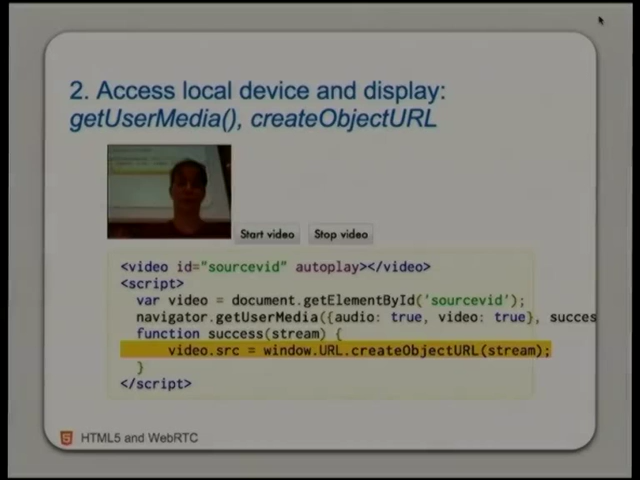 2. Access local device and display:
getUserMedia(), createObjectURL
Start video
Stop video
<video id="sourcevid" autoplay></video>
<script>
var video = document.getElementById('sourcevid');
navigator.getUserMedia({audio: true, video: true}, succes
function success(stream) {
video.src = window.URL.createObjectURL(stream);
}
</script>
HTML5 and WebRTC